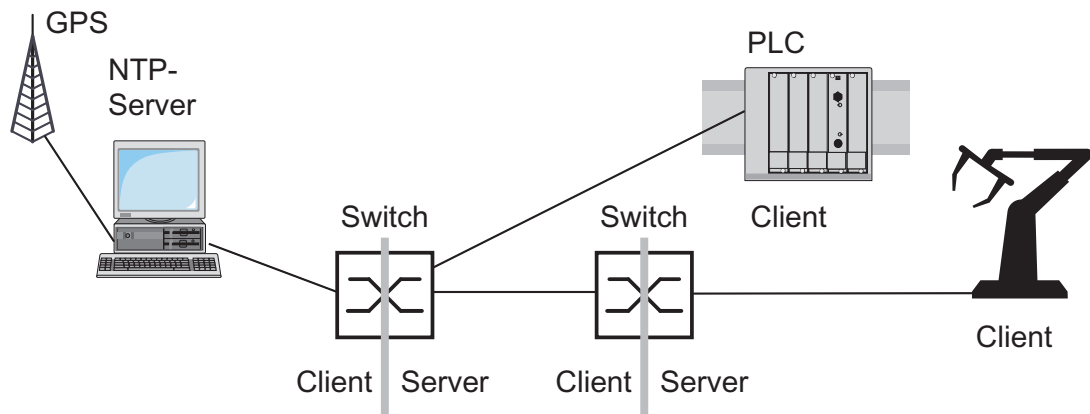 GPS
NTP-
Server
PLC
Switch
Switch
Client
Client
Client
Server
Client
Server